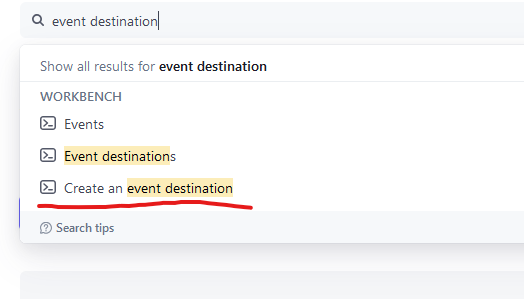 event destination
Show all results for event destination
WORKBENCH
Events
Event destinations
Create an event destination
Search tips